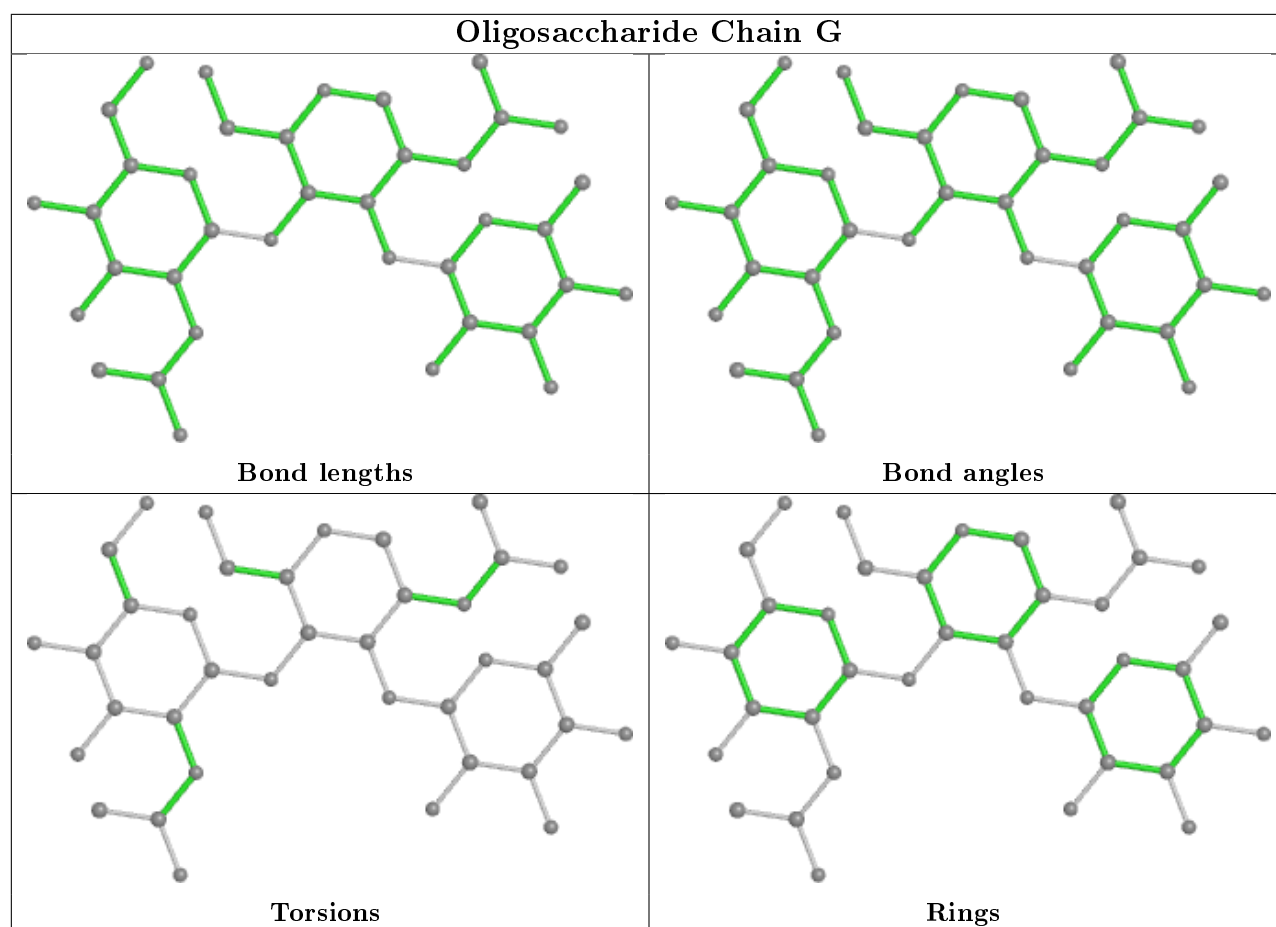 Oligosaccharide Chain G
Bond lengths
Bond angles
Torsions
Rings